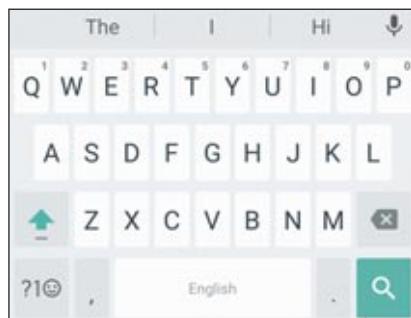 The I Hi
1 2 3 4 5 6 7 8 9 0
Q W E R T Y U I O P
A S D F G H J K L
Z X C V B N M
?1☺ , English .